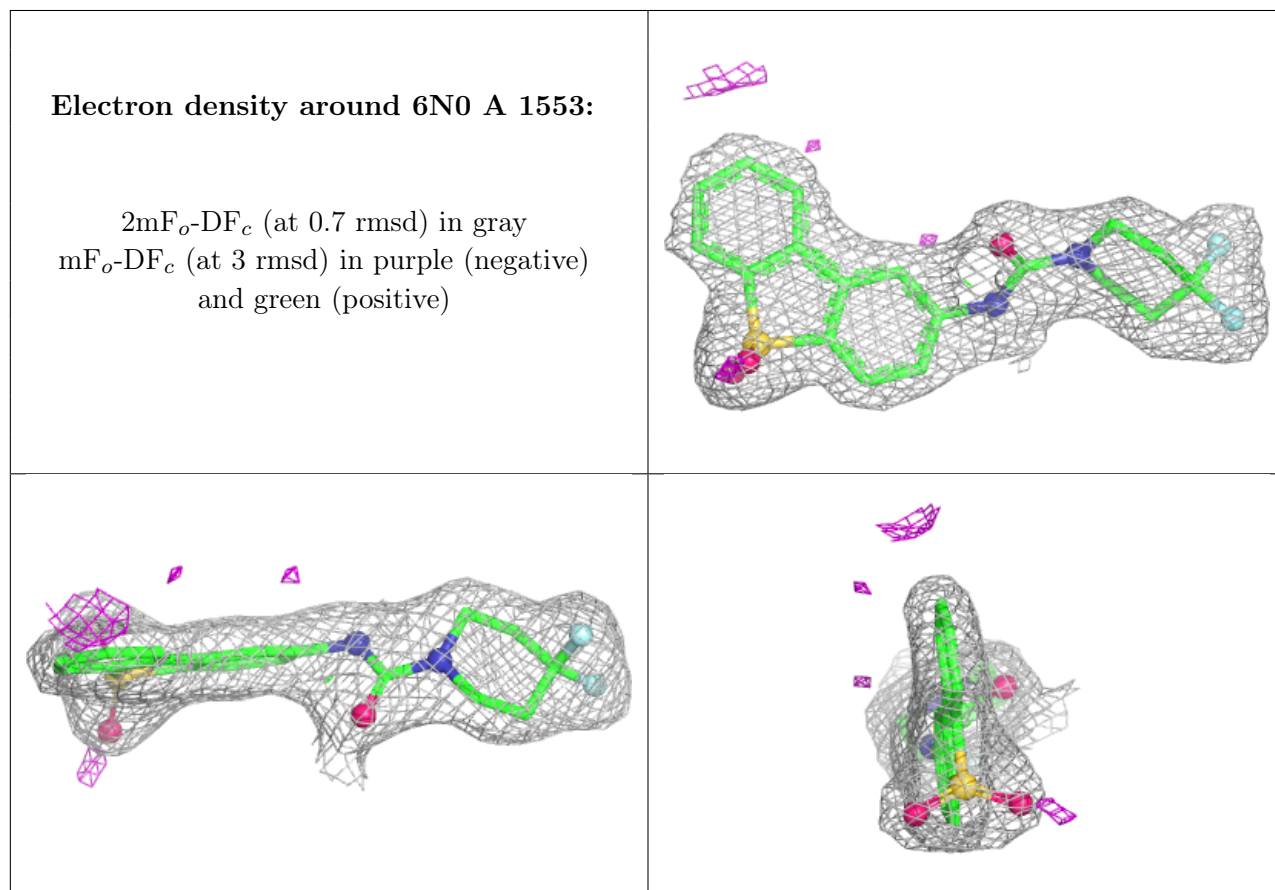 Electron density around 6N0 A 1553:
2mFₒ-DF𝒸 (at 0.7 rmsd) in gray
mFₒ-DF𝒸 (at 3 rmsd) in purple (negative)
and green (positive)